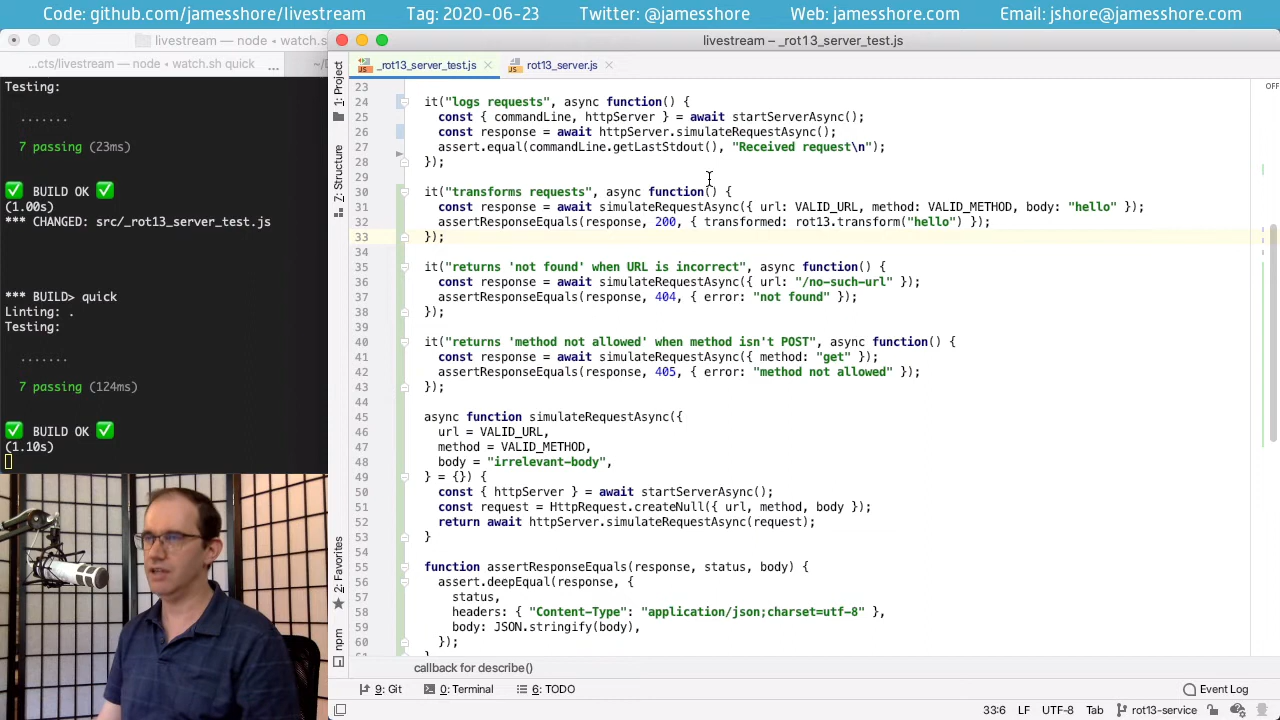 Code: github.com/jamesshore/livestream Tag: 2020-06-23 Twitter: @jamesshore Web: jamesshore.com Email: jshore@jamesshore.com
livestream — node ◂ watch.sh
...cts/livestream — node ◂ watch.sh quick ...
Testing:
.......
7 passing (23ms)
BUILD OK
(1.00s)
*** CHANGED: src/_rot13_server_test.js
*** BUILD> quick
Linting: .
Testing:
.......
7 passing (124ms)
BUILD OK
(1.10s)
livestream – _rot13_server_test.js
_rot13_server_test.js rot13_server.js
1: Project
7: Structure
2: Favorites
npm
OFF
23
24 it("logs requests", async function() {
25 const { commandLine, httpServer } = await startServerAsync();
26 const response = await httpServer.simulateRequestAsync();
27 assert.equal(commandLine.getLastStdout(), "Received request\n");
28 });
29
30 it("transforms requests", async function() {
31 const response = await simulateRequestAsync({ url: VALID_URL, method: VALID_METHOD, body: "hello" });
32 assertResponseEquals(response, 200, { transformed: rot13.transform("hello") });
33 });
34
35 it("returns 'not found' when URL is incorrect", async function() {
36 const response = await simulateRequestAsync({ url: "/no-such-url" });
37 assertResponseEquals(response, 404, { error: "not found" });
38 });
39
40 it("returns 'method not allowed' when method isn't POST", async function() {
41 const response = await simulateRequestAsync({ method: "get" });
42 assertResponseEquals(response, 405, { error: "method not allowed" });
43 });
44
45 async function simulateRequestAsync({
46 url = VALID_URL,
47 method = VALID_METHOD,
48 body = "irrelevant-body",
49 } = {}) {
50 const { httpServer } = await startServerAsync();
51 const request = HttpRequest.createNull({ url, method, body });
52 return await httpServer.simulateRequestAsync(request);
53 }
54
55 function assertResponseEquals(response, status, body) {
56 assert.deepEqual(response, {
57 status,
58 headers: { "Content-Type": "application/json;charset=utf-8" },
59 body: JSON.stringify(body),
60 });
callback for describe()
9: Git 0: Terminal 6: TODO Event Log
33:6 LF UTF-8 Tab rot13-service